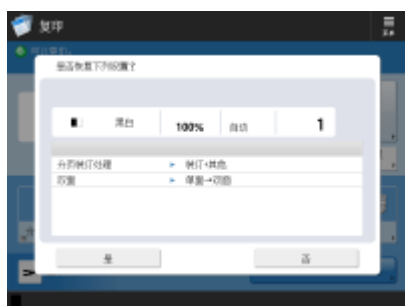 复印
是否恢复下列设置?
黑白 100% 自动 1
分页装订处理 ▶ 装订+其他
双面 ▶ 单面→双面
是 否